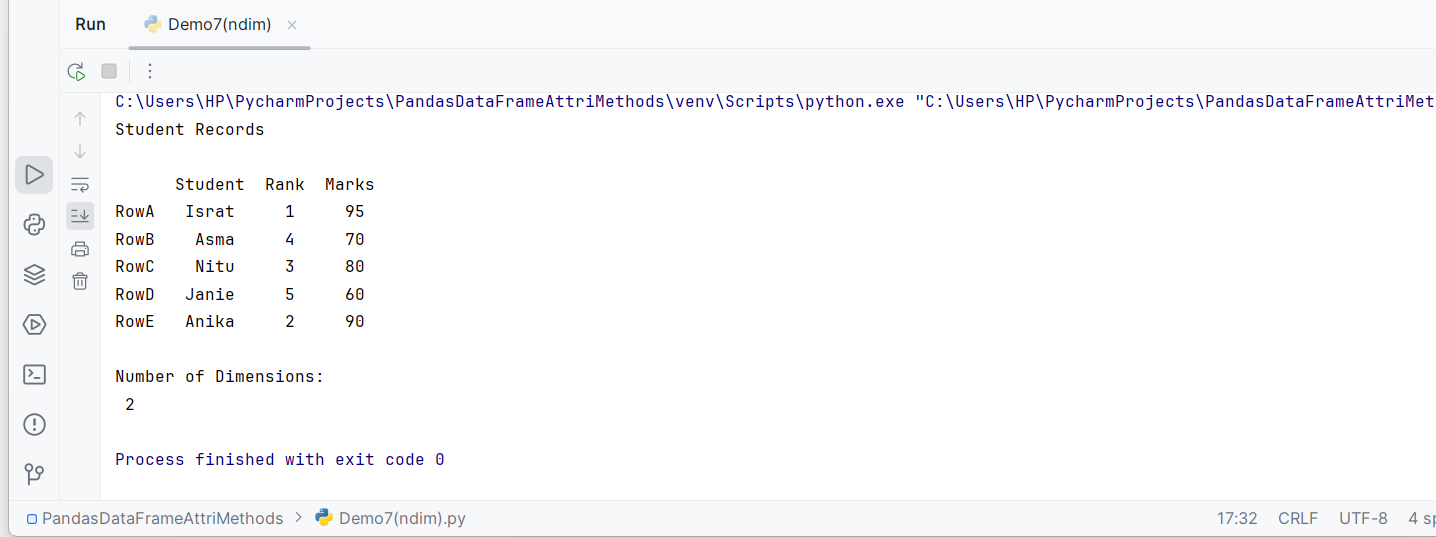 Run Demo7(ndim)
C:\Users\HP\PycharmProjects\PandasDataFrameAttriMethods\venv\Scripts\python.exe "C:\Users\HP\PycharmProjects\PandasDataFrameAttriMet
Student Records
Student Rank Marks
RowA Israt 1 95
RowB Asma 4 70
RowC Nitu 3 80
RowD Janie 5 60
RowE Anika 2 90
Number of Dimensions:
2
Process finished with exit code 0
PandasDataFrameAttriMethods > Demo7(ndim).py 17:32 CRLF UTF-8 4 sp